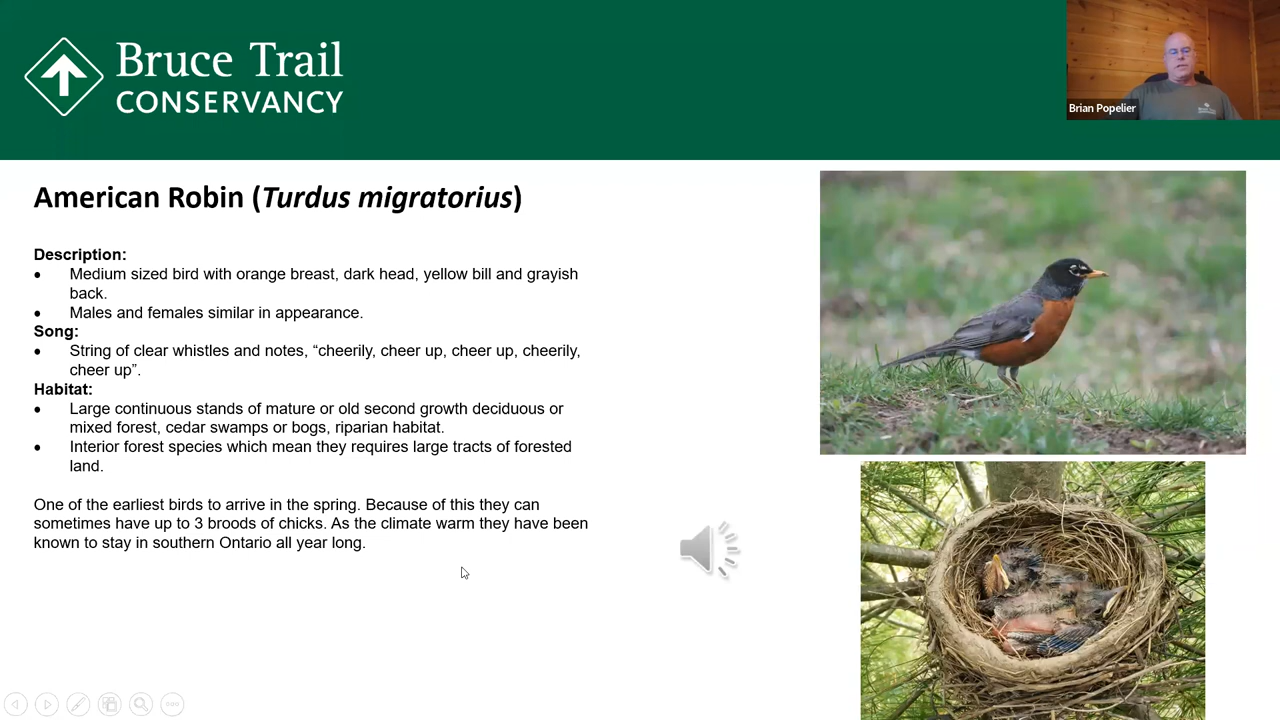 Bruce Trail
CONSERVANCY
Brian Popelier
American Robin (Turdus migratorius)
Description:
• Medium sized bird with orange breast, dark head, yellow bill and grayish
back.
• Males and females similar in appearance.
Song:
• String of clear whistles and notes, “cheerily, cheer up, cheer up, cheerily,
cheer up”.
Habitat:
• Large continuous stands of mature or old second growth deciduous or
mixed forest, cedar swamps or bogs, riparian habitat.
• Interior forest species which mean they requires large tracts of forested
land.
One of the earliest birds to arrive in the spring. Because of this they can
sometimes have up to 3 broods of chicks. As the climate warm they have been
known to stay in southern Ontario all year long.